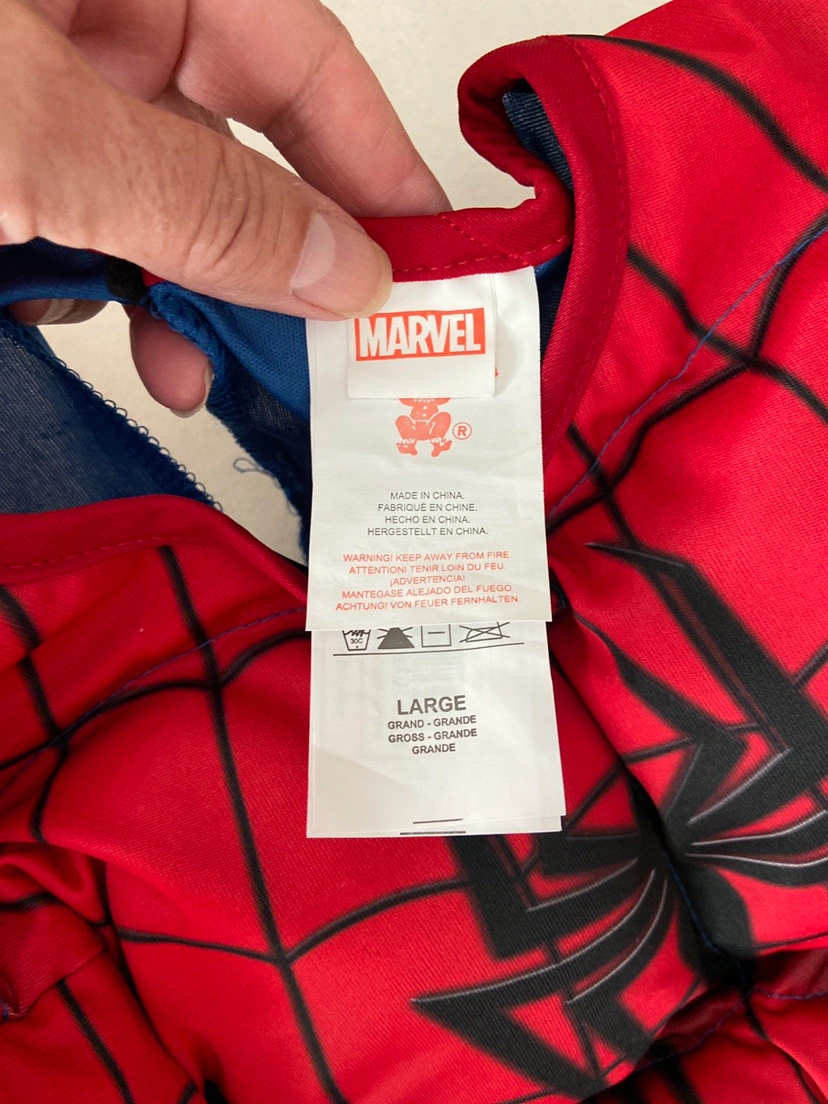 MARVEL
®
MADE IN CHINA.
FABRIQUÉ EN CHINE.
HECHO EN CHINA.
HERGESTELLT EN CHINA.
WARNING! KEEP AWAY FROM FIRE.
ATTENTION! TENIR LOIN DU FEU
¡ADVERTENCIA!
MANTEGASE ALEJADO DEL FUEGO
ACHTUNG! VON FEUER FERNHALTEN.
30C
LARGE
GRAND - GRANDE
GROSS - GRANDE
GRANDE